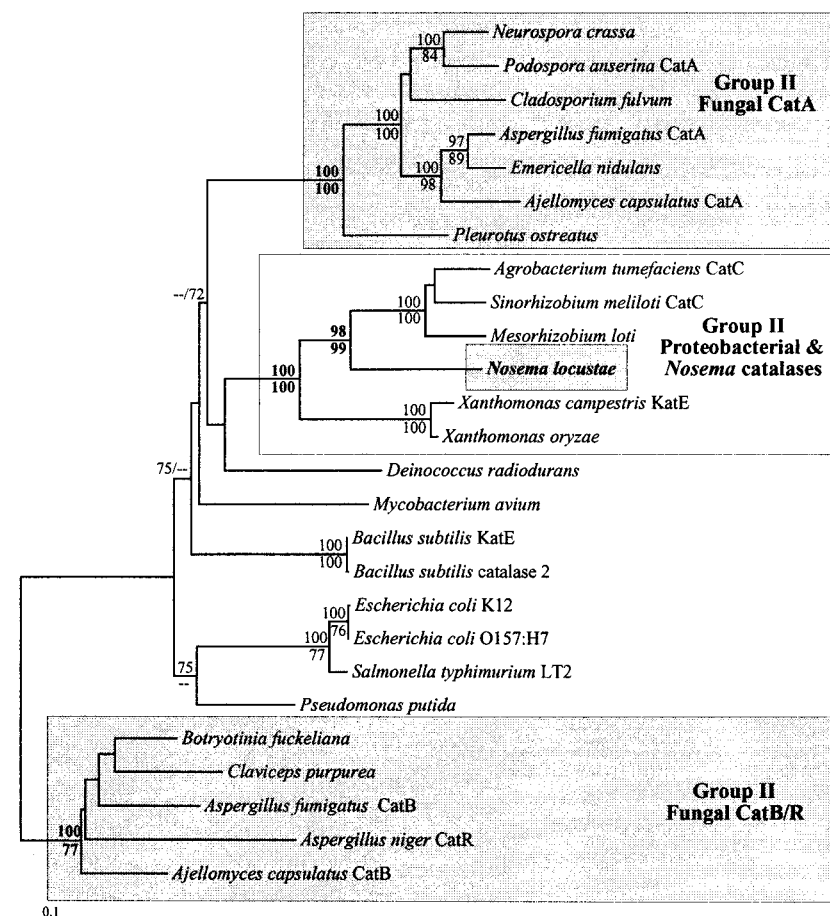 Neurospora crassa
100
84
Podospora anserina CatA
Group II
Fungal CatA
Cladosporium fulvum
100
100
97
89
Aspergillus fumigatus CatA
Emericella nidulans
100
98
100
100
Ajellomyces capsulatus CatA
Pleurotus ostreatus
Agrobacterium tumefaciens CatC
--/72
100
100
Sinorhizobium meliloti CatC
98
99
Mesorhizobium loti
Group II
Proteobacterial &
Nosema catalases
Nosema locustae
100
100
Xanthomonas campestris KatE
100
100
Xanthomonas oryzae
75/--
Deinococcus radiodurans
Mycobacterium avium
Bacillus subtilis KatE
100
100
Bacillus subtilis catalase 2
Escherichia coli K12
100
76
Escherichia coli O157:H7
100
77
Salmonella typhimurium LT2
75
--
Pseudomonas putida
Botryotinia fuckeliana
Claviceps purpurea
Group II
Fungal CatB/R
Aspergillus fumigatus CatB
100
77
Aspergillus niger CatR
Ajellomyces capsulatus CatB
0.1